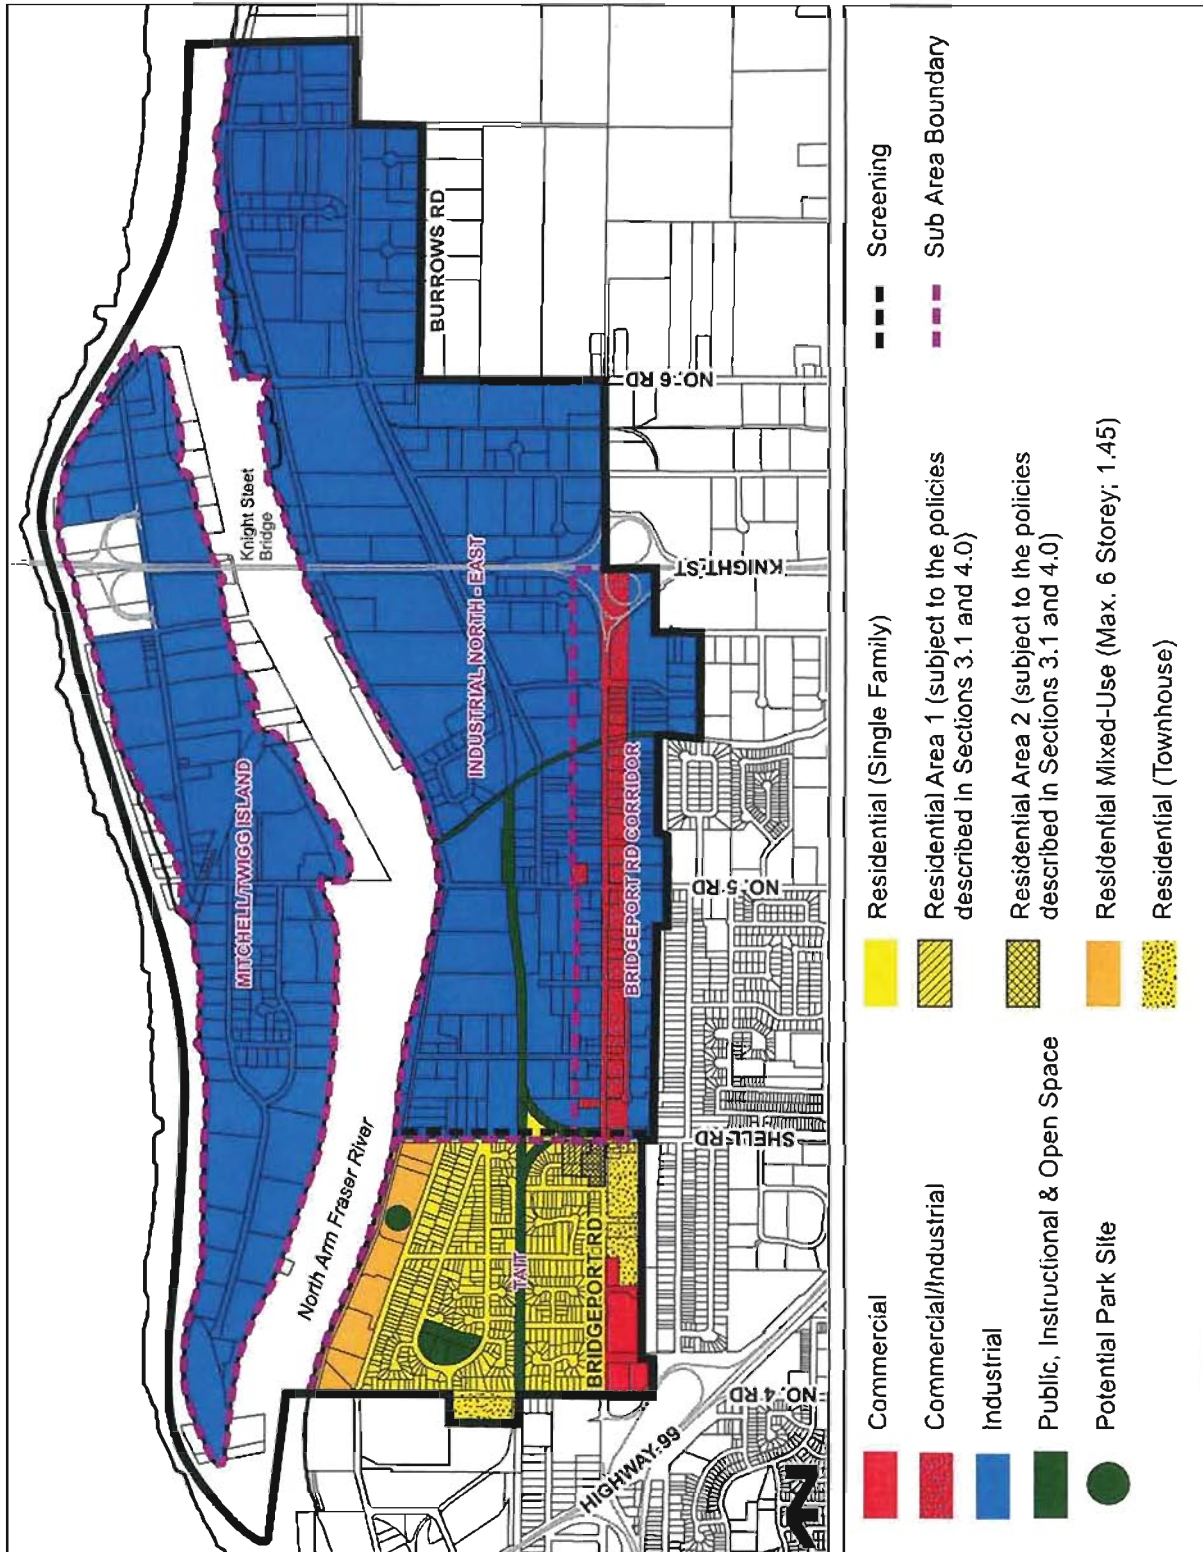 MITCHELL/TWIGG ISLAND
Knight Steet
Bridge
North Arm Fraser River
INDUSTRIAL NORTH - EAST
BURROWS RD
NO. 6 RD
KNIGHT ST
BRIDGEPORT RD CORRIDOR
NO. 5 RD
SHELL RD
TAIT
BRIDGEPORT RD
NO. 4 RD
HIGHWAY 99
N
Commercial
Commercial/Industrial
Industrial
Public, Instructional & Open Space
Potential Park Site
Residential (Single Family)
Residential Area 1 (subject to the policies
described in Sections 3.1 and 4.0)
Residential Area 2 (subject to the policies
described in Sections 3.1 and 4.0)
Residential Mixed-Use (Max. 6 Storey; 1.45)
Residential (Townhouse)
Screening
Sub Area Boundary